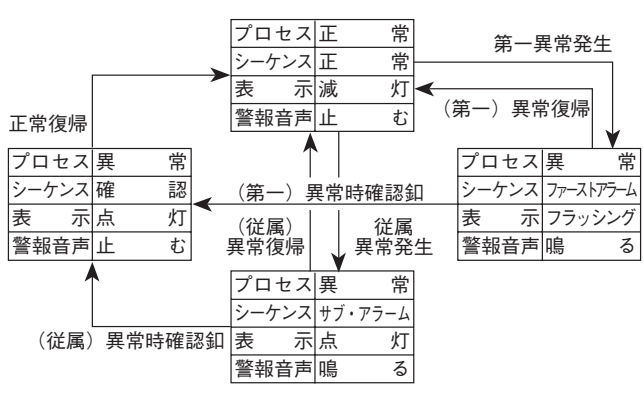 プロセス 正常
シーケンス 正常
表示 減灯
警報音声 止む
第一異常発生
(第一)異常復帰
正常復帰
プロセス 異常
シーケンス 確認
表示 点灯
警報音声 止む
(第一)異常時確認釦
プロセス 異常
シーケンス ファーストアラーム
表示 フラッシング
警報音声 鳴る
(従属)
異常復帰
従属
異常発生
プロセス 異常
シーケンス サブ・アラーム
表示 点灯
警報音声 鳴る
(従属)異常時確認釦